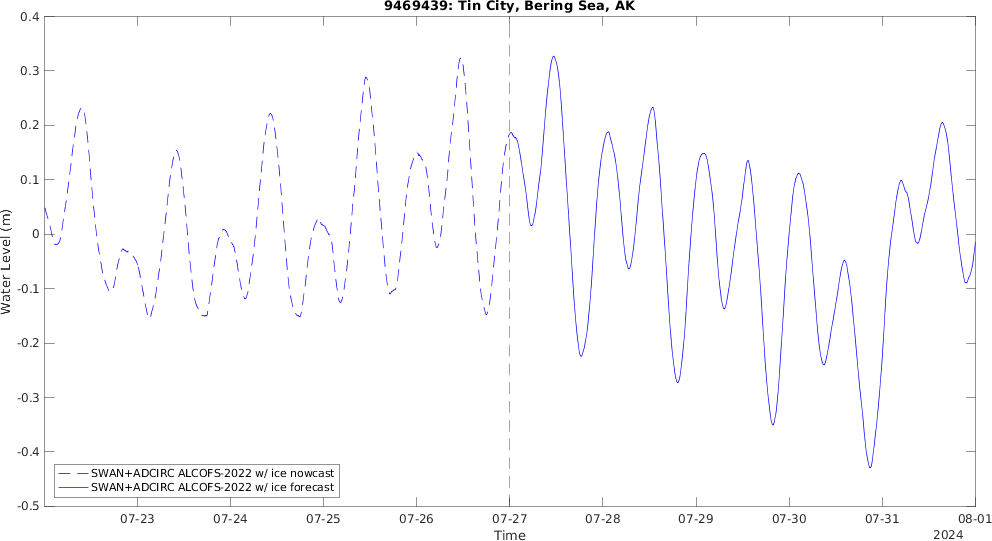 9469439: Tin City, Bering Sea, AK
0.4
0.3
0.2
0.1
0
-0.1
-0.2
-0.3
-0.4
-0.5
Water Level (m)
SWAN+ADCIRC ALCOFS-2022 w/ ice nowcast
SWAN+ADCIRC ALCOFS-2022 w/ ice forecast
07-23 07-24 07-25 07-26 07-27 07-28 07-29 07-30 07-31 08-01
Time
2024